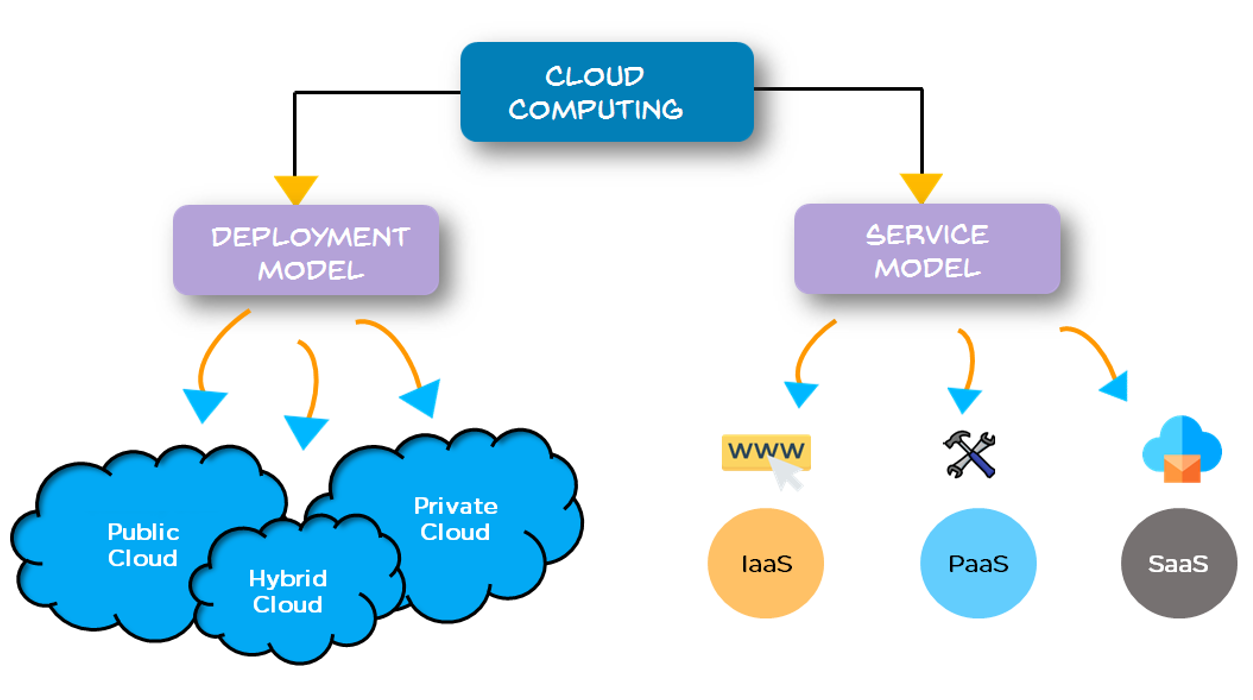 CLOUD
COMPUTING
DEPLOYMENT
MODEL
SERVICE
MODEL
Public
Cloud
Hybrid
Cloud
Private
Cloud
WWW
IaaS
PaaS
SaaS